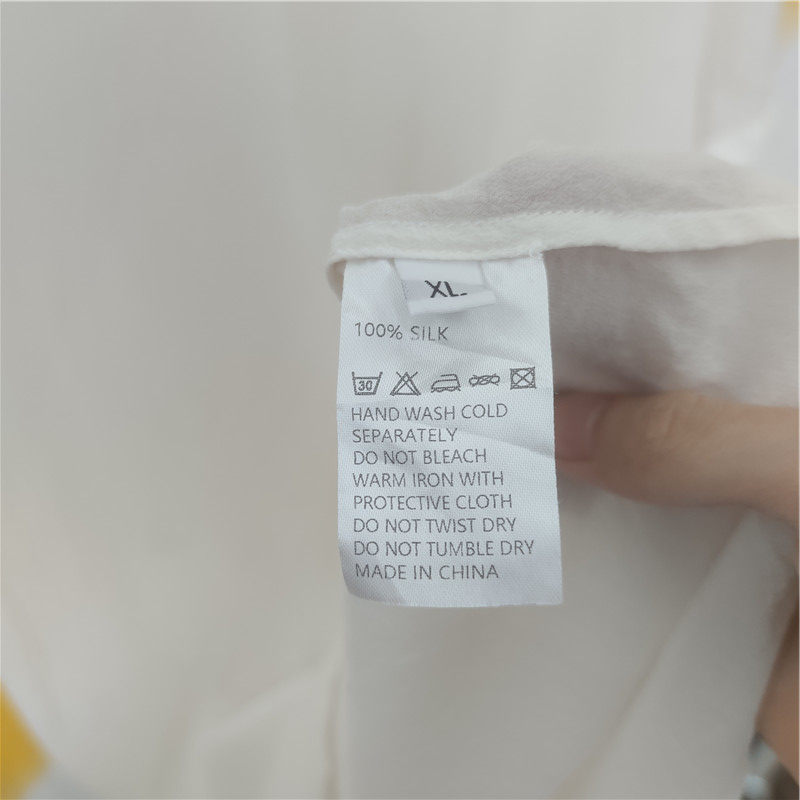 XL
100% SILK
30
HAND WASH COLD
SEPARATELY
DO NOT BLEACH
WARM IRON WITH
PROTECTIVE CLOTH
DO NOT TWIST DRY
DO NOT TUMBLE DRY
MADE IN CHINA